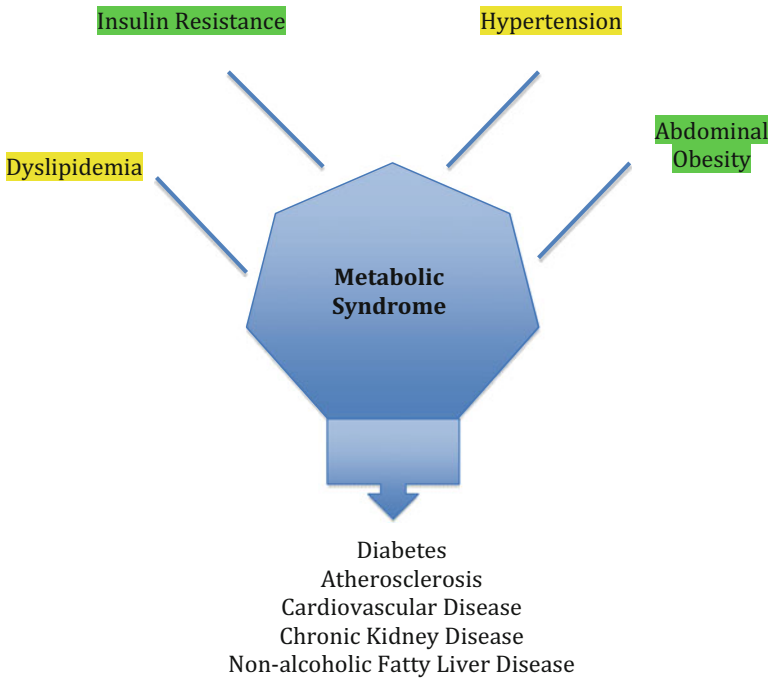 Insulin Resistance
Hypertension
Abdominal
Obesity
Dyslipidemia
Metabolic
Syndrome
Diabetes
Atherosclerosis
Cardiovascular Disease
Chronic Kidney Disease
Non-alcoholic Fatty Liver Disease